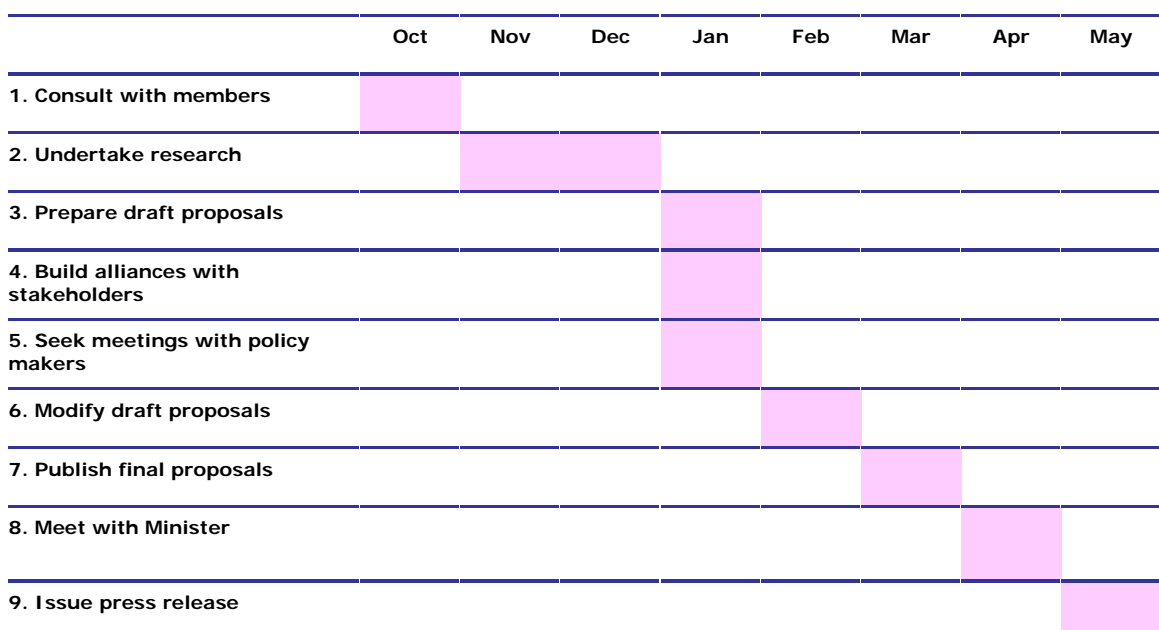 Oct Nov Dec Jan Feb Mar Apr May
1. Consult with members
2. Undertake research
3. Prepare draft proposals
4. Build alliances with
stakeholders
5. Seek meetings with policy
makers
6. Modify draft proposals
7. Publish final proposals
8. Meet with Minister
9. Issue press release